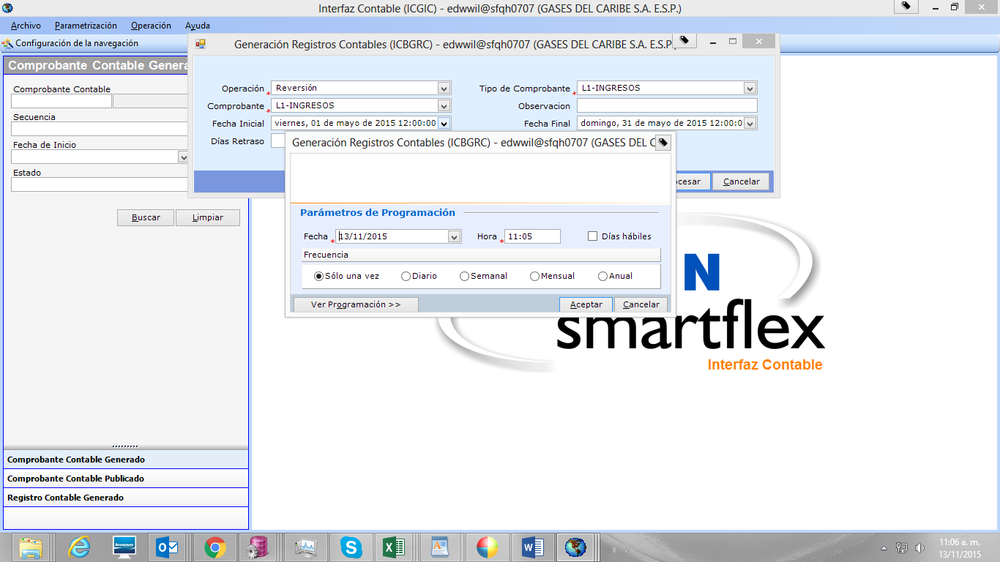 Interfaz Contable (ICGIC) - edwwil@sfqh0707 (GASES DEL CARIBE S.A. E.S.P.)
Archivo Parametrización Operación Ayuda
Configuración de la navegación
Generación Registros Contables (ICBGRC) - edwwil@sfqh0707 (GASES DEL CARIBE S.A. E.S.P.
Comprobante Contable Genera
Comprobante Contable
Secuencia
Fecha de Inicio
Estado
Buscar Limpiar
Operación * Reversión Tipo de Comprobante * L1-INGRESOS
Comprobante * L1-INGRESOS Observacion
Fecha Inicial viernes, 01 de mayo de 2015 12:00:00 Fecha Final domingo, 31 de mayo de 2015 12:00:0
Días Retraso
cesar Cancelar
Generación Registros Contables (ICBGRC) - edwwil@sfqh0707 (GASES DEL C
Parámetros de Programación
Fecha * 13/11/2015 Hora * 11:05 Días hábiles
Frecuencia
Sólo una vez Diario Semanal Mensual Anual
Ver Programación >> Aceptar Cancelar
N
smartflex
Interfaz Contable
Comprobante Contable Generado
Comprobante Contable Publicado
Registro Contable Generado
lenovo
11:06 a. m.
13/11/2015